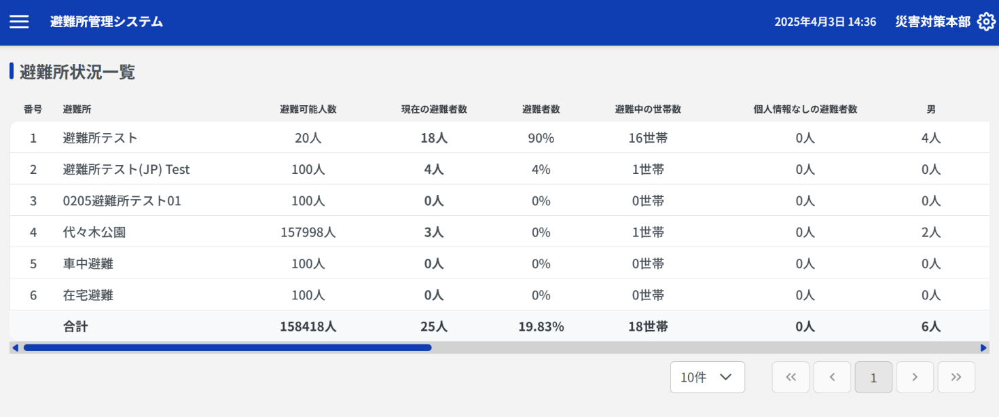 避難所管理システム 2025年4月3日 14:36 災害対策本部
避難所状況一覧
番号 避難所 避難可能人数 現在の避難者数 避難者数 避難中の世帯数 個人情報なしの避難者数 男
1 避難所テスト 20人 18人 90% 16世帯 0人 4人
2 避難所テスト(JP) Test 100人 4人 4% 1世帯 0人 0人
3 0205避難所テスト01 100人 0人 0% 0世帯 0人 0人
4 代々木公園 157998人 3人 0% 1世帯 0人 2人
5 車中避難 100人 0人 0% 0世帯 0人 0人
6 在宅避難 100人 0人 0% 0世帯 0人 0人
合計 158418人 25人 19.83% 18世帯 0人 6人
10件 1